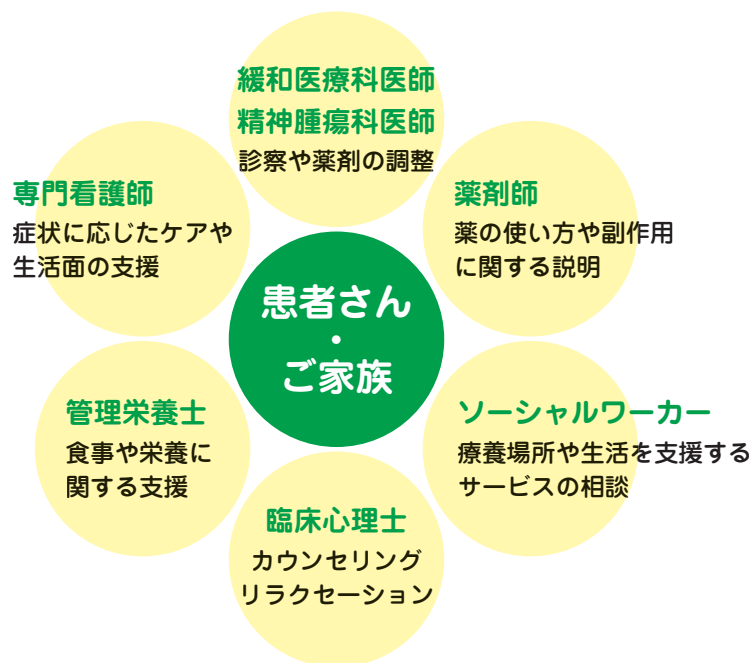 緩和医療科医師
精神腫瘍科医師
診察や薬剤の調整
専門看護師
症状に応じたケアや
生活面の支援
薬剤師
薬の使い方や副作用
に関する説明
患者さん
・
ご家族
管理栄養士
食事や栄養に
関する支援
ソーシャルワーカー
療養場所や生活を支援する
サービスの相談
臨床心理士
カウンセリング
リラクセーション